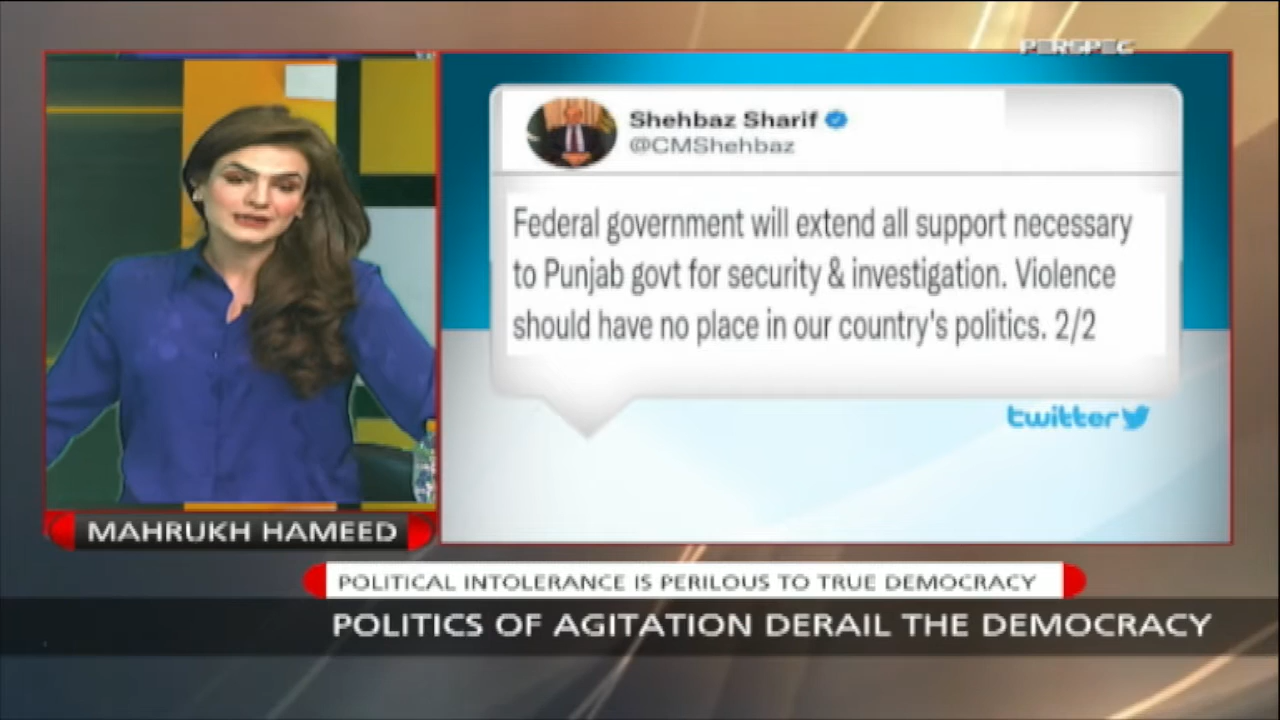 PERSPEC
Shehbaz Sharif
@CMShehbaz
Federal government will extend all support necessary
to Punjab govt for security & investigation. Violence
should have no place in our country's politics. 2/2
twitter
MAHRUKH HAMEED
POLITICAL INTOLERANCE IS PERILOUS TO TRUE DEMOCRACY
POLITICS OF AGITATION DERAIL THE DEMOCRACY